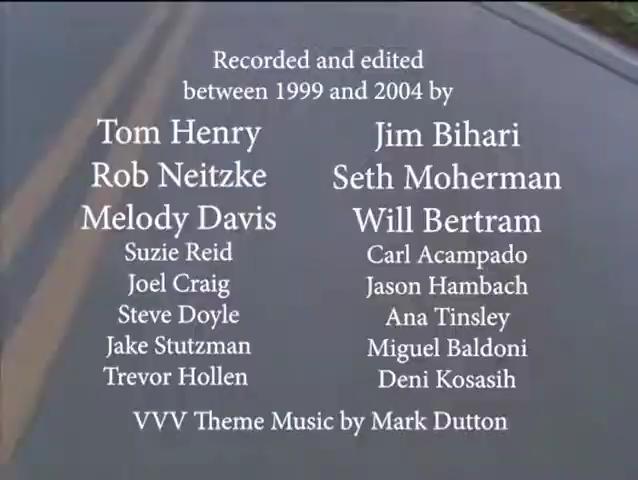 Recorded and edited
between 1999 and 2004 by
Tom Henry
Rob Neitzke
Melody Davis
Suzie Reid
Joel Craig
Steve Doyle
Jake Stutzman
Trevor Hollen
Jim Bihari
Seth Moherman
Will Bertram
Carl Acampado
Jason Hambach
Ana Tinsley
Miguel Baldoni
Deni Kosasih
VVV Theme Music by Mark Dutton